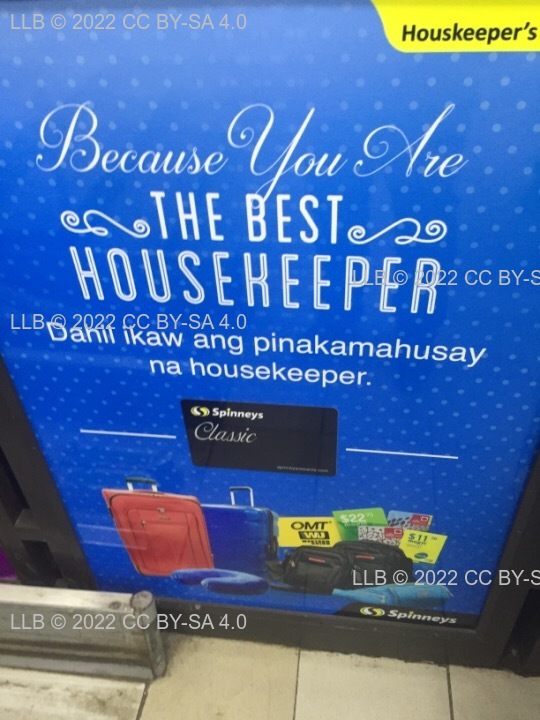 Houskeeper's
Because You Are
THE BEST
HOUSEKEEPER
Dahil ikaw ang pinakamahusay
na housekeeper.
Spinneys
Classic
OMT
WU
$22
$11
Spinneys
LLB © 2022 CC BY-SA 4.0
LLB © 2022 CC BY-S
LLB © 2022 CC BY-SA 4.0
LLB © 2022 CC BY-S
LLB © 2022 CC BY-SA 4.0